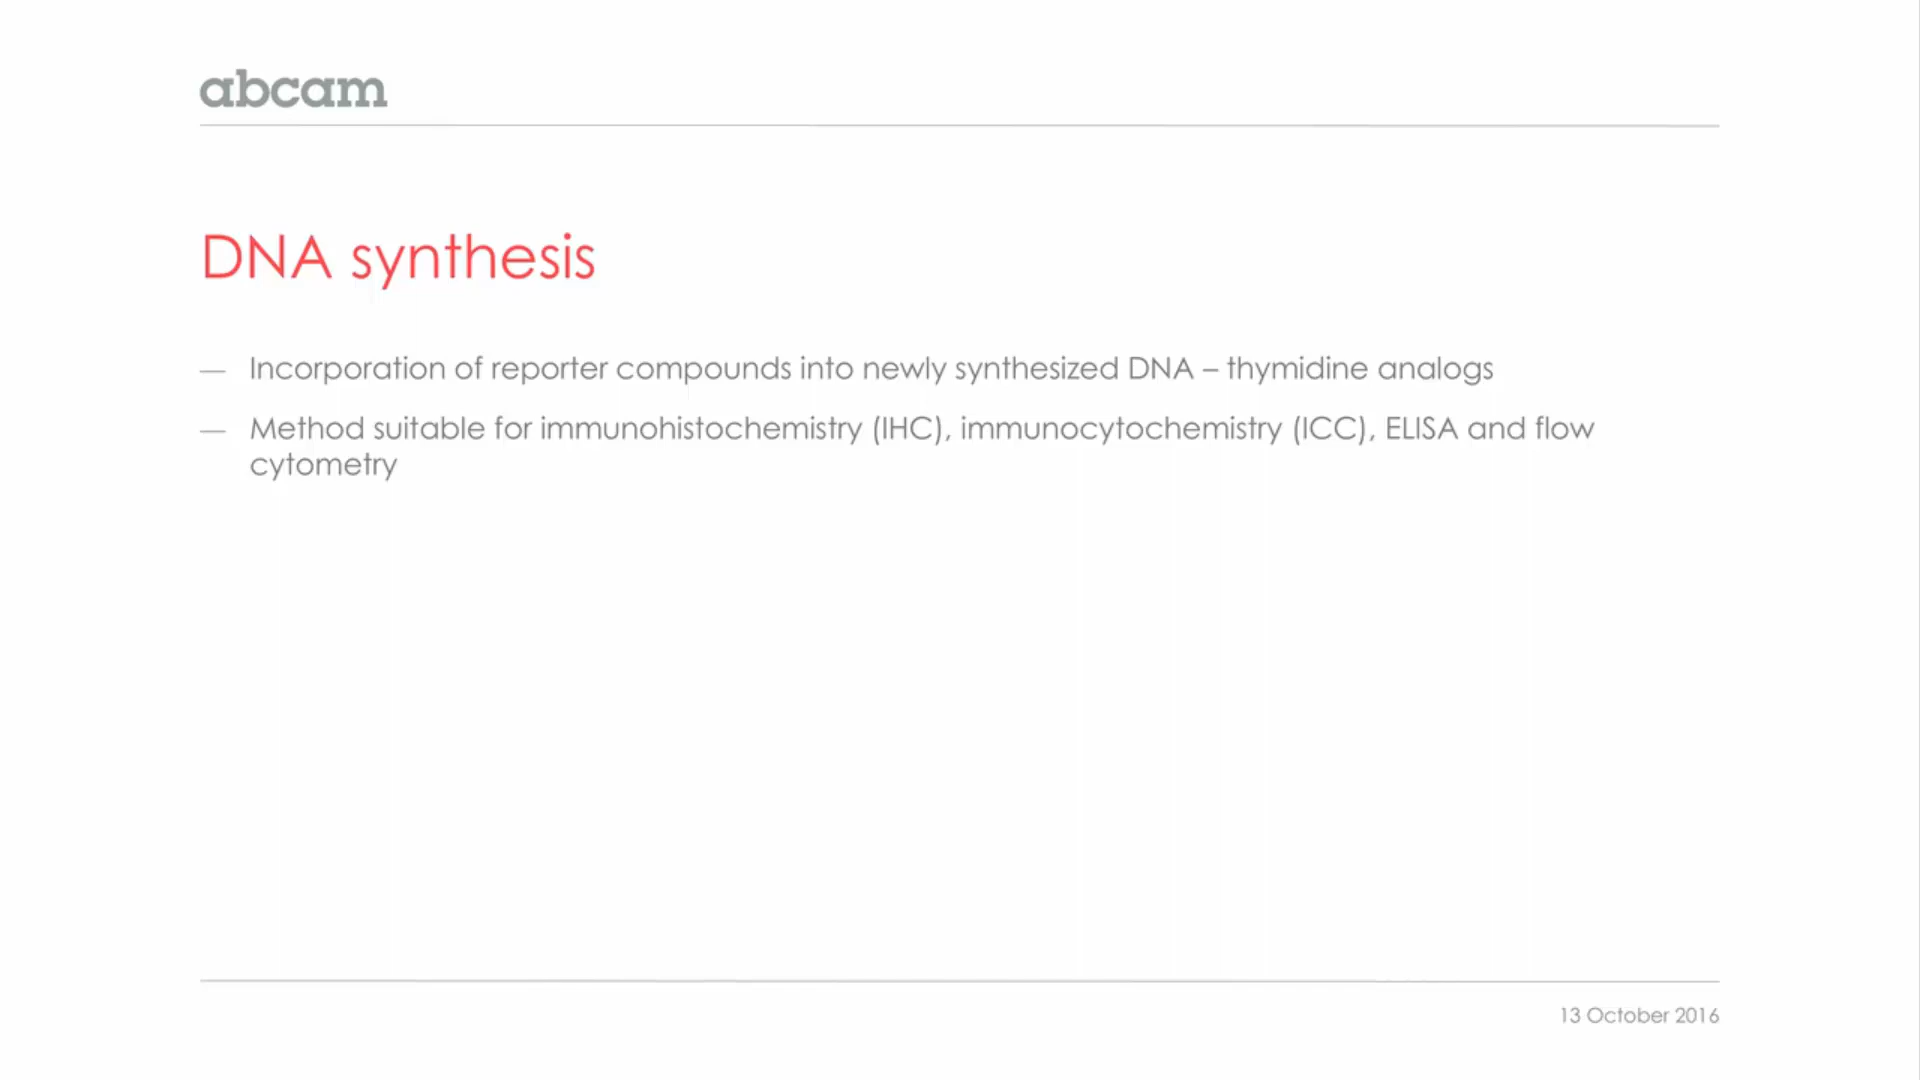 abcam
DNA synthesis
— Incorporation of reporter compounds into newly synthesized DNA – thymidine analogs
— Method suitable for immunohistochemistry (IHC), immunocytochemistry (ICC), ELISA and flow
cytometry
13 October 2016